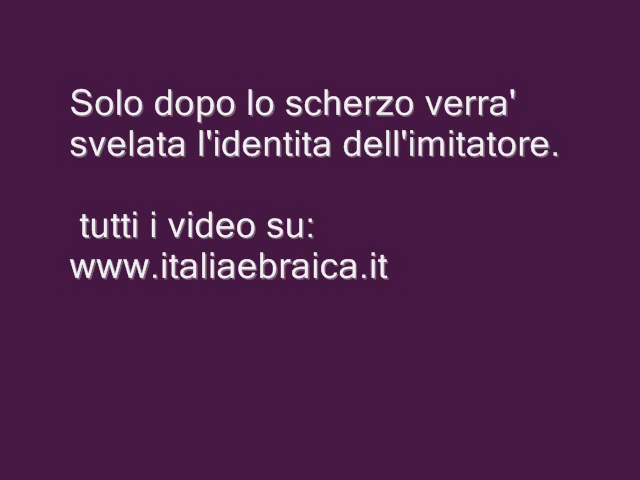 Solo dopo lo scherzo verra'
svelata l'identita dell'imitatore.
tutti i video su:
www.italiaebraica.it